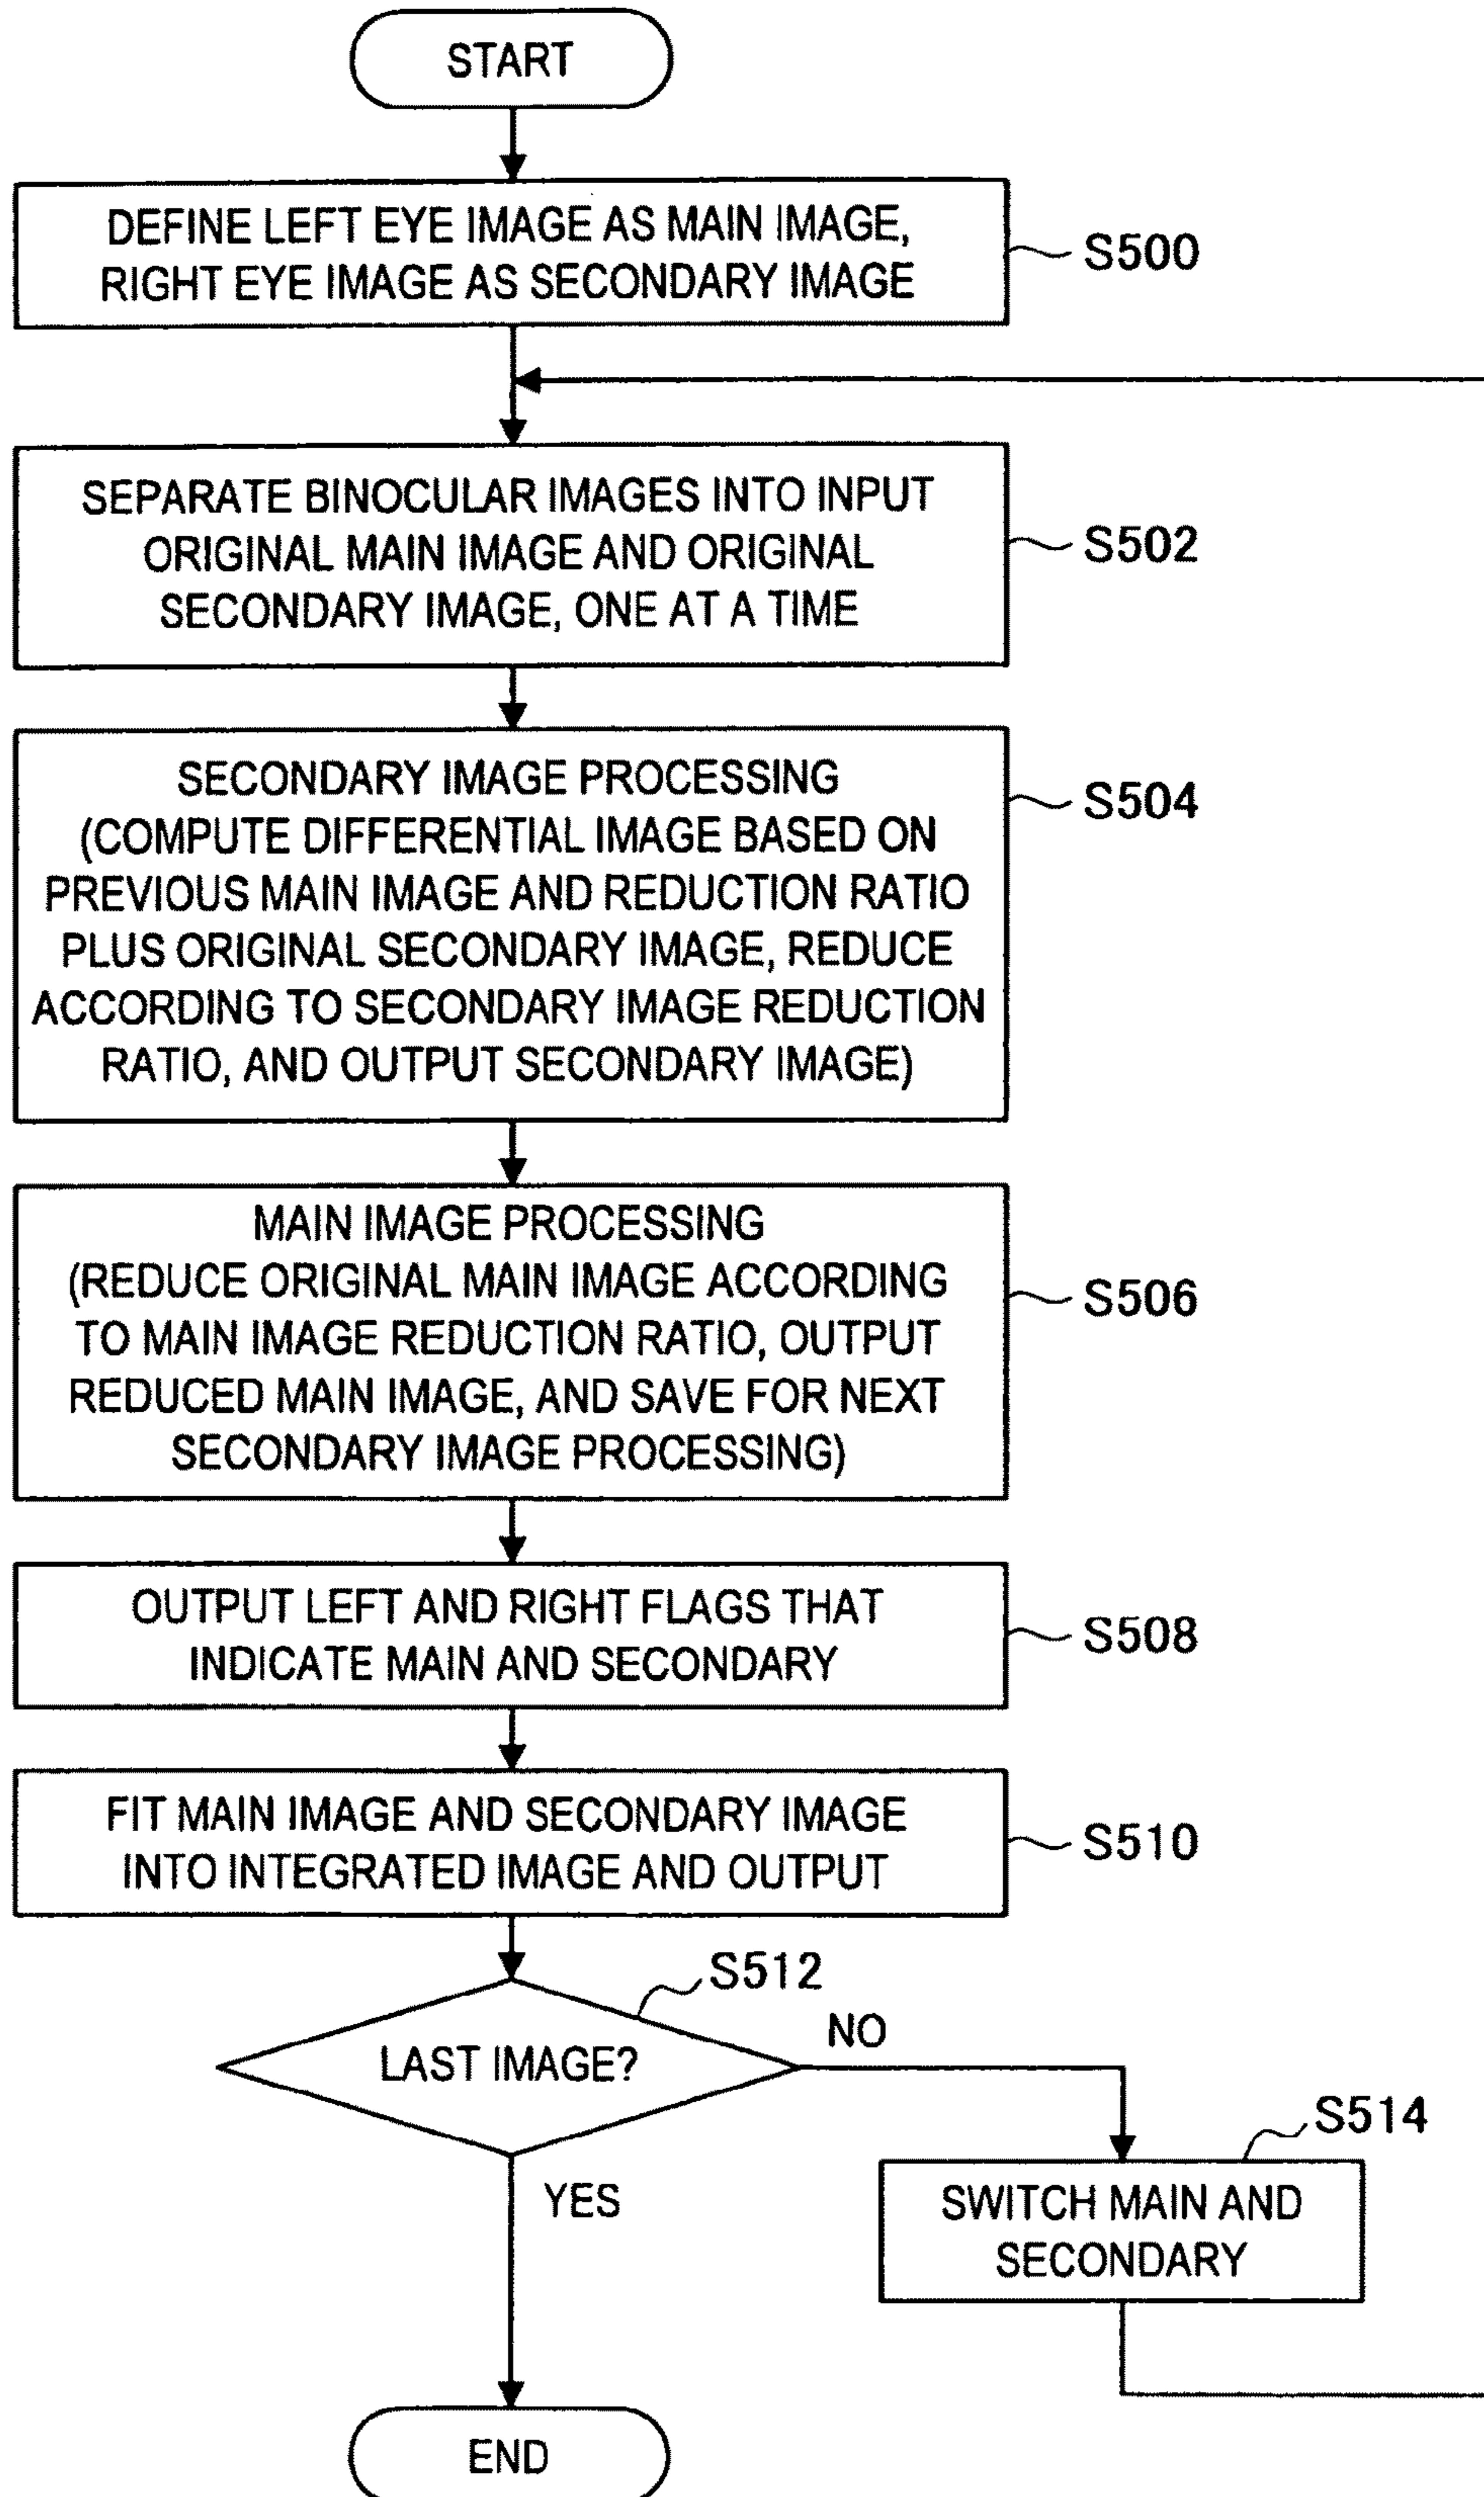 START
DEFINE LEFT EYE IMAGE AS MAIN IMAGE,
RIGHT EYE IMAGE AS SECONDARY IMAGE
S500
SEPARATE BINOCULAR IMAGES INTO INPUT
ORIGINAL MAIN IMAGE AND ORIGINAL
SECONDARY IMAGE, ONE AT A TIME
S502
SECONDARY IMAGE PROCESSING
(COMPUTE DIFFERENTIAL IMAGE BASED ON
PREVIOUS MAIN IMAGE AND REDUCTION RATIO
PLUS ORIGINAL SECONDARY IMAGE, REDUCE
ACCORDING TO SECONDARY IMAGE REDUCTION
RATIO, AND OUTPUT SECONDARY IMAGE)
S504
MAIN IMAGE PROCESSING
(REDUCE ORIGINAL MAIN IMAGE ACCORDING
TO MAIN IMAGE REDUCTION RATIO, OUTPUT
REDUCED MAIN IMAGE, AND SAVE FOR NEXT
SECONDARY IMAGE PROCESSING)
S506
OUTPUT LEFT AND RIGHT FLAGS THAT
INDICATE MAIN AND SECONDARY
S508
FIT MAIN IMAGE AND SECONDARY IMAGE
INTO INTEGRATED IMAGE AND OUTPUT
S510
S512
LAST IMAGE?
NO
YES
S514
SWITCH MAIN AND
SECONDARY
END